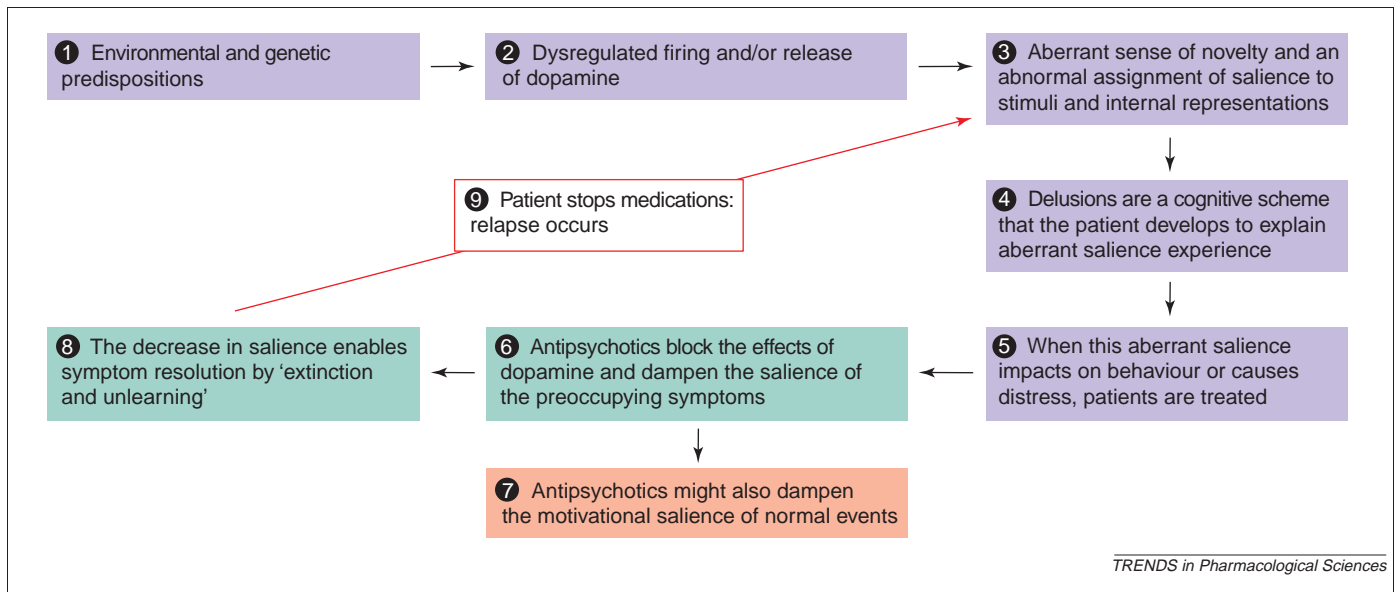 1 Environmental and genetic
predispositions
2 Dysregulated firing and/or release
of dopamine
3 Aberrant sense of novelty and an
abnormal assignment of salience to
stimuli and internal representations
4 Delusions are a cognitive scheme
that the patient develops to explain
aberrant salience experience
5 When this aberrant salience
impacts on behaviour or causes
distress, patients are treated
6 Antipsychotics block the effects of
dopamine and dampen the salience of
the preoccupying symptoms
7 Antipsychotics might also dampen
the motivational salience of normal events
8 The decrease in salience enables
symptom resolution by ‘extinction
and unlearning’
9 Patient stops medications:
relapse occurs
TRENDS in Pharmacological Sciences